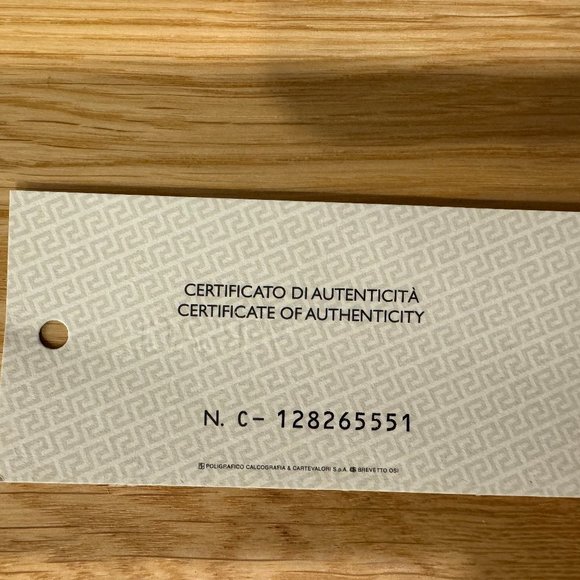 CERTIFICATO DI AUTENTICITÀ
CERTIFICATE OF AUTHENTICITY
N. C- 128265551
POLIGRAFICO CALCOGRAFIA & CARTEVALORI S.p.A. BREVETTO OSI